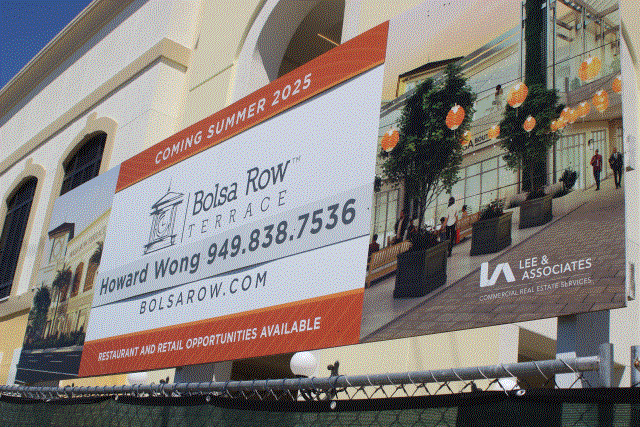 COMING SUMMER 2025
Bolsa Row™
TERRACE
Howard Wong 949.838.7536
BOLSAROW.COM
RESTAURANT AND RETAIL OPPORTUNITIES AVAILABLE
LEE &
ASSOCIATES
COMMERCIAL REAL ESTATE SERVICES